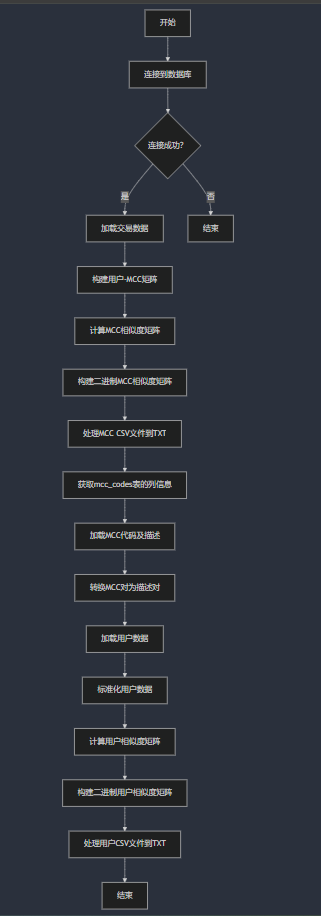 开始
连接到数据库
连接成功?
是
否
加载交易数据
结束
构建用户-MCC矩阵
计算MCC相似度矩阵
构建二进制MCC相似度矩阵
处理MCC CSV文件到TXT
获取mcc_codes表的列信息
加载MCC代码及描述
转换MCC对为描述对
加载用户数据
标准化用户数据
计算用户相似度矩阵
构建二进制用户相似度矩阵
处理用户CSV文件到TXT
结束